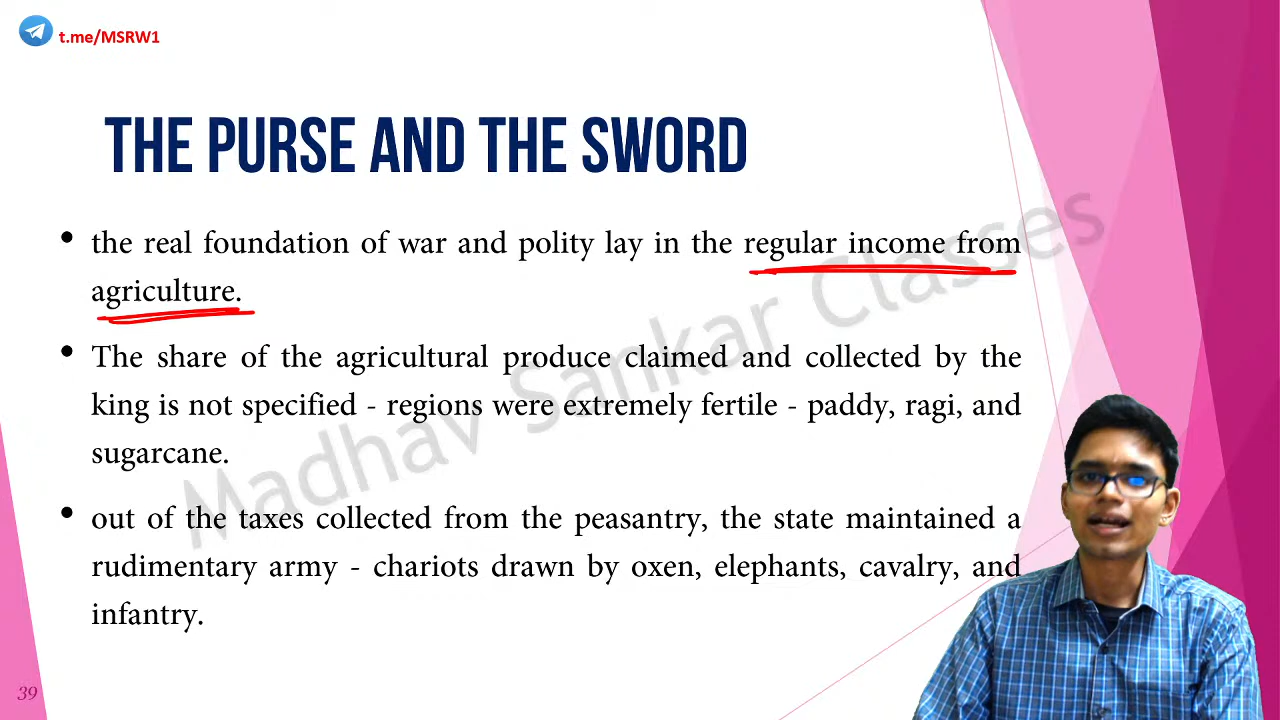 t.me/MSRW1
THE PURSE AND THE SWORD
• the real foundation of war and polity lay in the regular income from
agriculture.
• The share of the agricultural produce claimed and collected by the
king is not specified - regions were extremely fertile - paddy, ragi, and
sugarcane.
• out of the taxes collected from the peasantry, the state maintained a
rudimentary army - chariots drawn by oxen, elephants, cavalry, and
infantry.
Madhav Sankar Classes
39